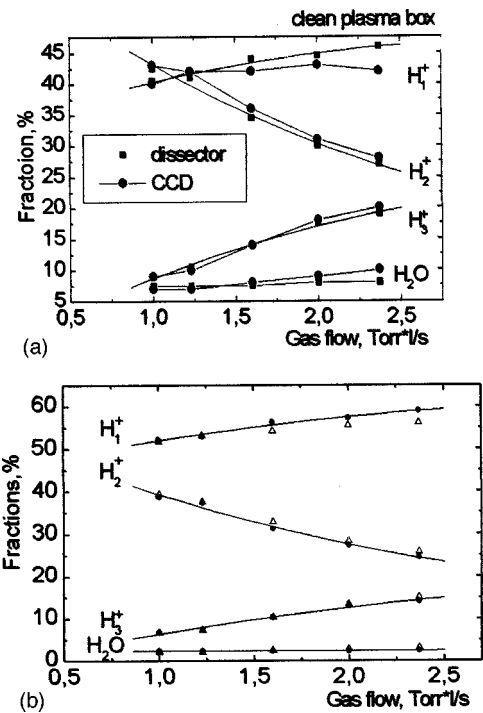 clean plasma box
45
40
35
30
25
20
15
10
5
Fractoion,%
dissector
CCD
H₁⁺
H₂⁺
H₃⁺
H₂O
0,5 1,0 1,5 2,0 2,5
Gas flow, Torr*l/s
(a)
60
50
40
30
20
10
0
Fractions,%
H₁⁺
H₂⁺
H₃⁺
H₂O
0,5 1,0 1,5 2,0 2,5
Gas flow, Torr*l/s
(b)